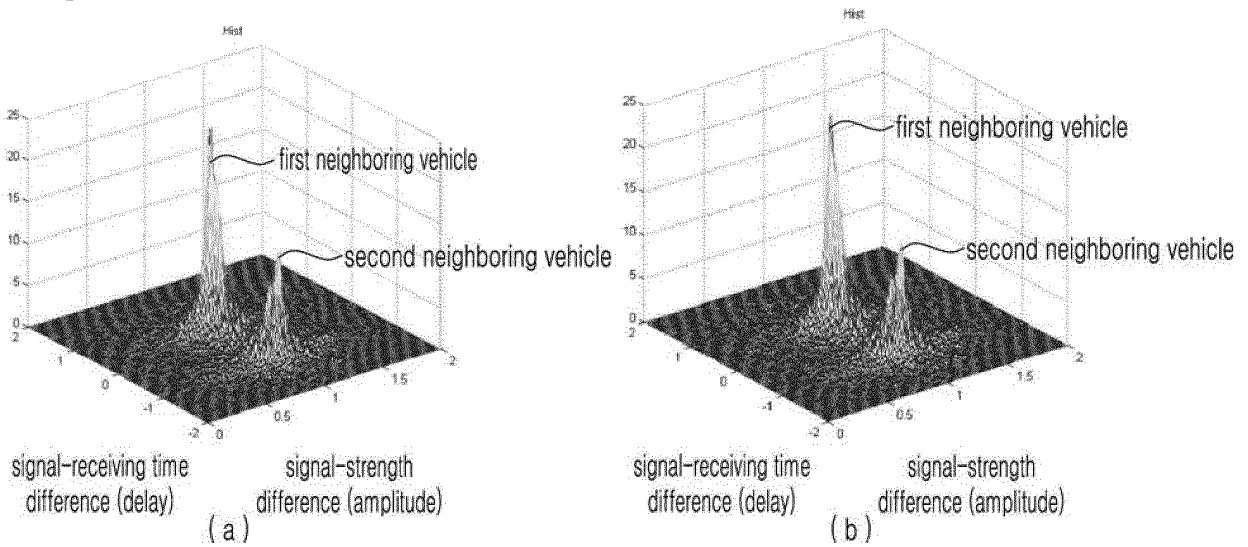 Hist
25
20
15
10
5
0
2
1
0
-1
-2
0
0.5
1
1.5
2
first neighboring vehicle
second neighboring vehicle
signal-receiving time
difference (delay)
signal-strength
difference (amplitude)
(a)
Hist
25
20
15
10
5
0
2
1
0
-1
-2
0
0.5
1
1.5
2
first neighboring vehicle
second neighboring vehicle
signal-receiving time
difference (delay)
signal-strength
difference (amplitude)
(b)